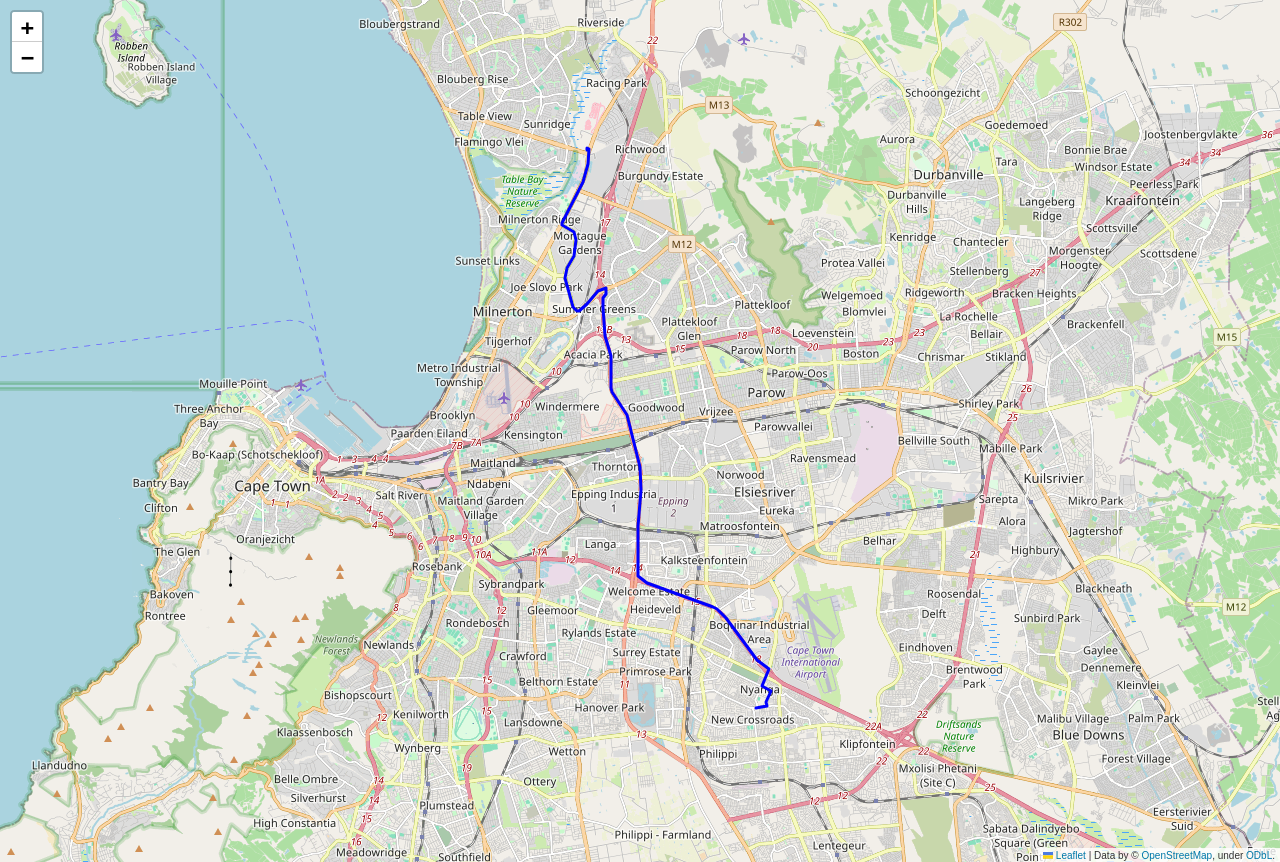 +
−
Bloubergstrand
Riverside
22
R302
Robben
Island
Robben Island
Village
Blouberg Rise
Racing Park
M13
Schoongezicht
Table View
Sunridge
Goedemoed
Joostenbergvlakte
36
Flamingo Vlei
Aurora
Richwood
Bonnie Brae
34
34
Tara
Windsor Estate
Burgundy Estate
Durbanville
Peerless Park
Table Bay
Nature
Reserve
Durbanville
Hills
Langeberg
Ridge
Kraaifontein
Milnerton Ridge
17
Scottsville
Montague
Gardens
M12
Kenridge
Chantecler
Morgenster
Hoogte
Scottsdene
Sunset Links
Protea Vallei
Stellenberg
27
14
Joe Slovo Park
Welgemoed
Ridgeworth
Bracken Heights
Milnerton
Summer Greens
Plattekloof
Blomvlei
La Rochelle
Brackenfell
Plattekloof
Glen
18
18
Loevenstein
23
Bellair
M15
Tijgerhof
13
15
20
23
Acacia Park
Parow North
Boston
Chrismar
Stikland
Metro Industrial
Township
10
Parow-Oos
26
Mouille Point
Parow
Three Anchor
Bay
Brooklyn
10
10
Windermere
Goodwood
Vrijzee
Shirley Park
25
Paarden Eiland
Kensington
Parowvallei
Bellville South
7B
7A
Mabille Park
Bo-Kaap (Schotschekloof)
1
3
4
4
Maitland
Thornton
Ravensmead
Bantry Bay
Cape Town
1A
2
2
3
Ndabeni
Norwood
Kuilsrivier
Salt River
Maitland Garden
Village
Epping Industria
1
Epping
2
Elsiesriver
Sarepta
Mikro Park
Clifton
1
4
5
Eureka
Oranjezicht
6
7
8
9
10
Matroosfontein
Alora
Jagtershof
Langa
Belhar
The Glen
10A
11A
12
14
14
Kalksteenfontein
21
Highbury
Rosebank
Bakoven
Sybrandpark
Welcome Estate
Roosendal
Blackheath
Rontree
8
Gleemoor
Heideveld
Delft
M12
Rondebosch
Boquinar Industrial
Area
Sunbird Park
Newlands
Forest
Newlands
Rylands Estate
Surrey Estate
Cape Town
International
Airport
Eindhoven
Gaylee
Crawford
Primrose Park
Dennemere
Brentwood
Park
Bishopscourt
Belthorn Estate
11
Nyanga
Kleinvlei
Kenilworth
Hanover Park
New Crossroads
22
Klaassenbosch
12
15
Lansdowne
22A
Driftsands
Nature
Reserve
Malibu Village
Palm Park
13
Blue Downs
Wynberg
Wetton
Philippi
Klipfontein
22
Llandudno
Forest Village
Belle Ombre
14
19
Ottery
22
Mxolisi Phetani
(Site C)
Silverhurst
15
Plumstead
12
12
Eersterivier
Suid
High Constantia
16
Philippi - Farmland
Sabata Dalindyebo
Square (Green
Meadowridge
Southfield
Lentegeur
Leaflet | Data by © OpenStreetMap, under ODbL.